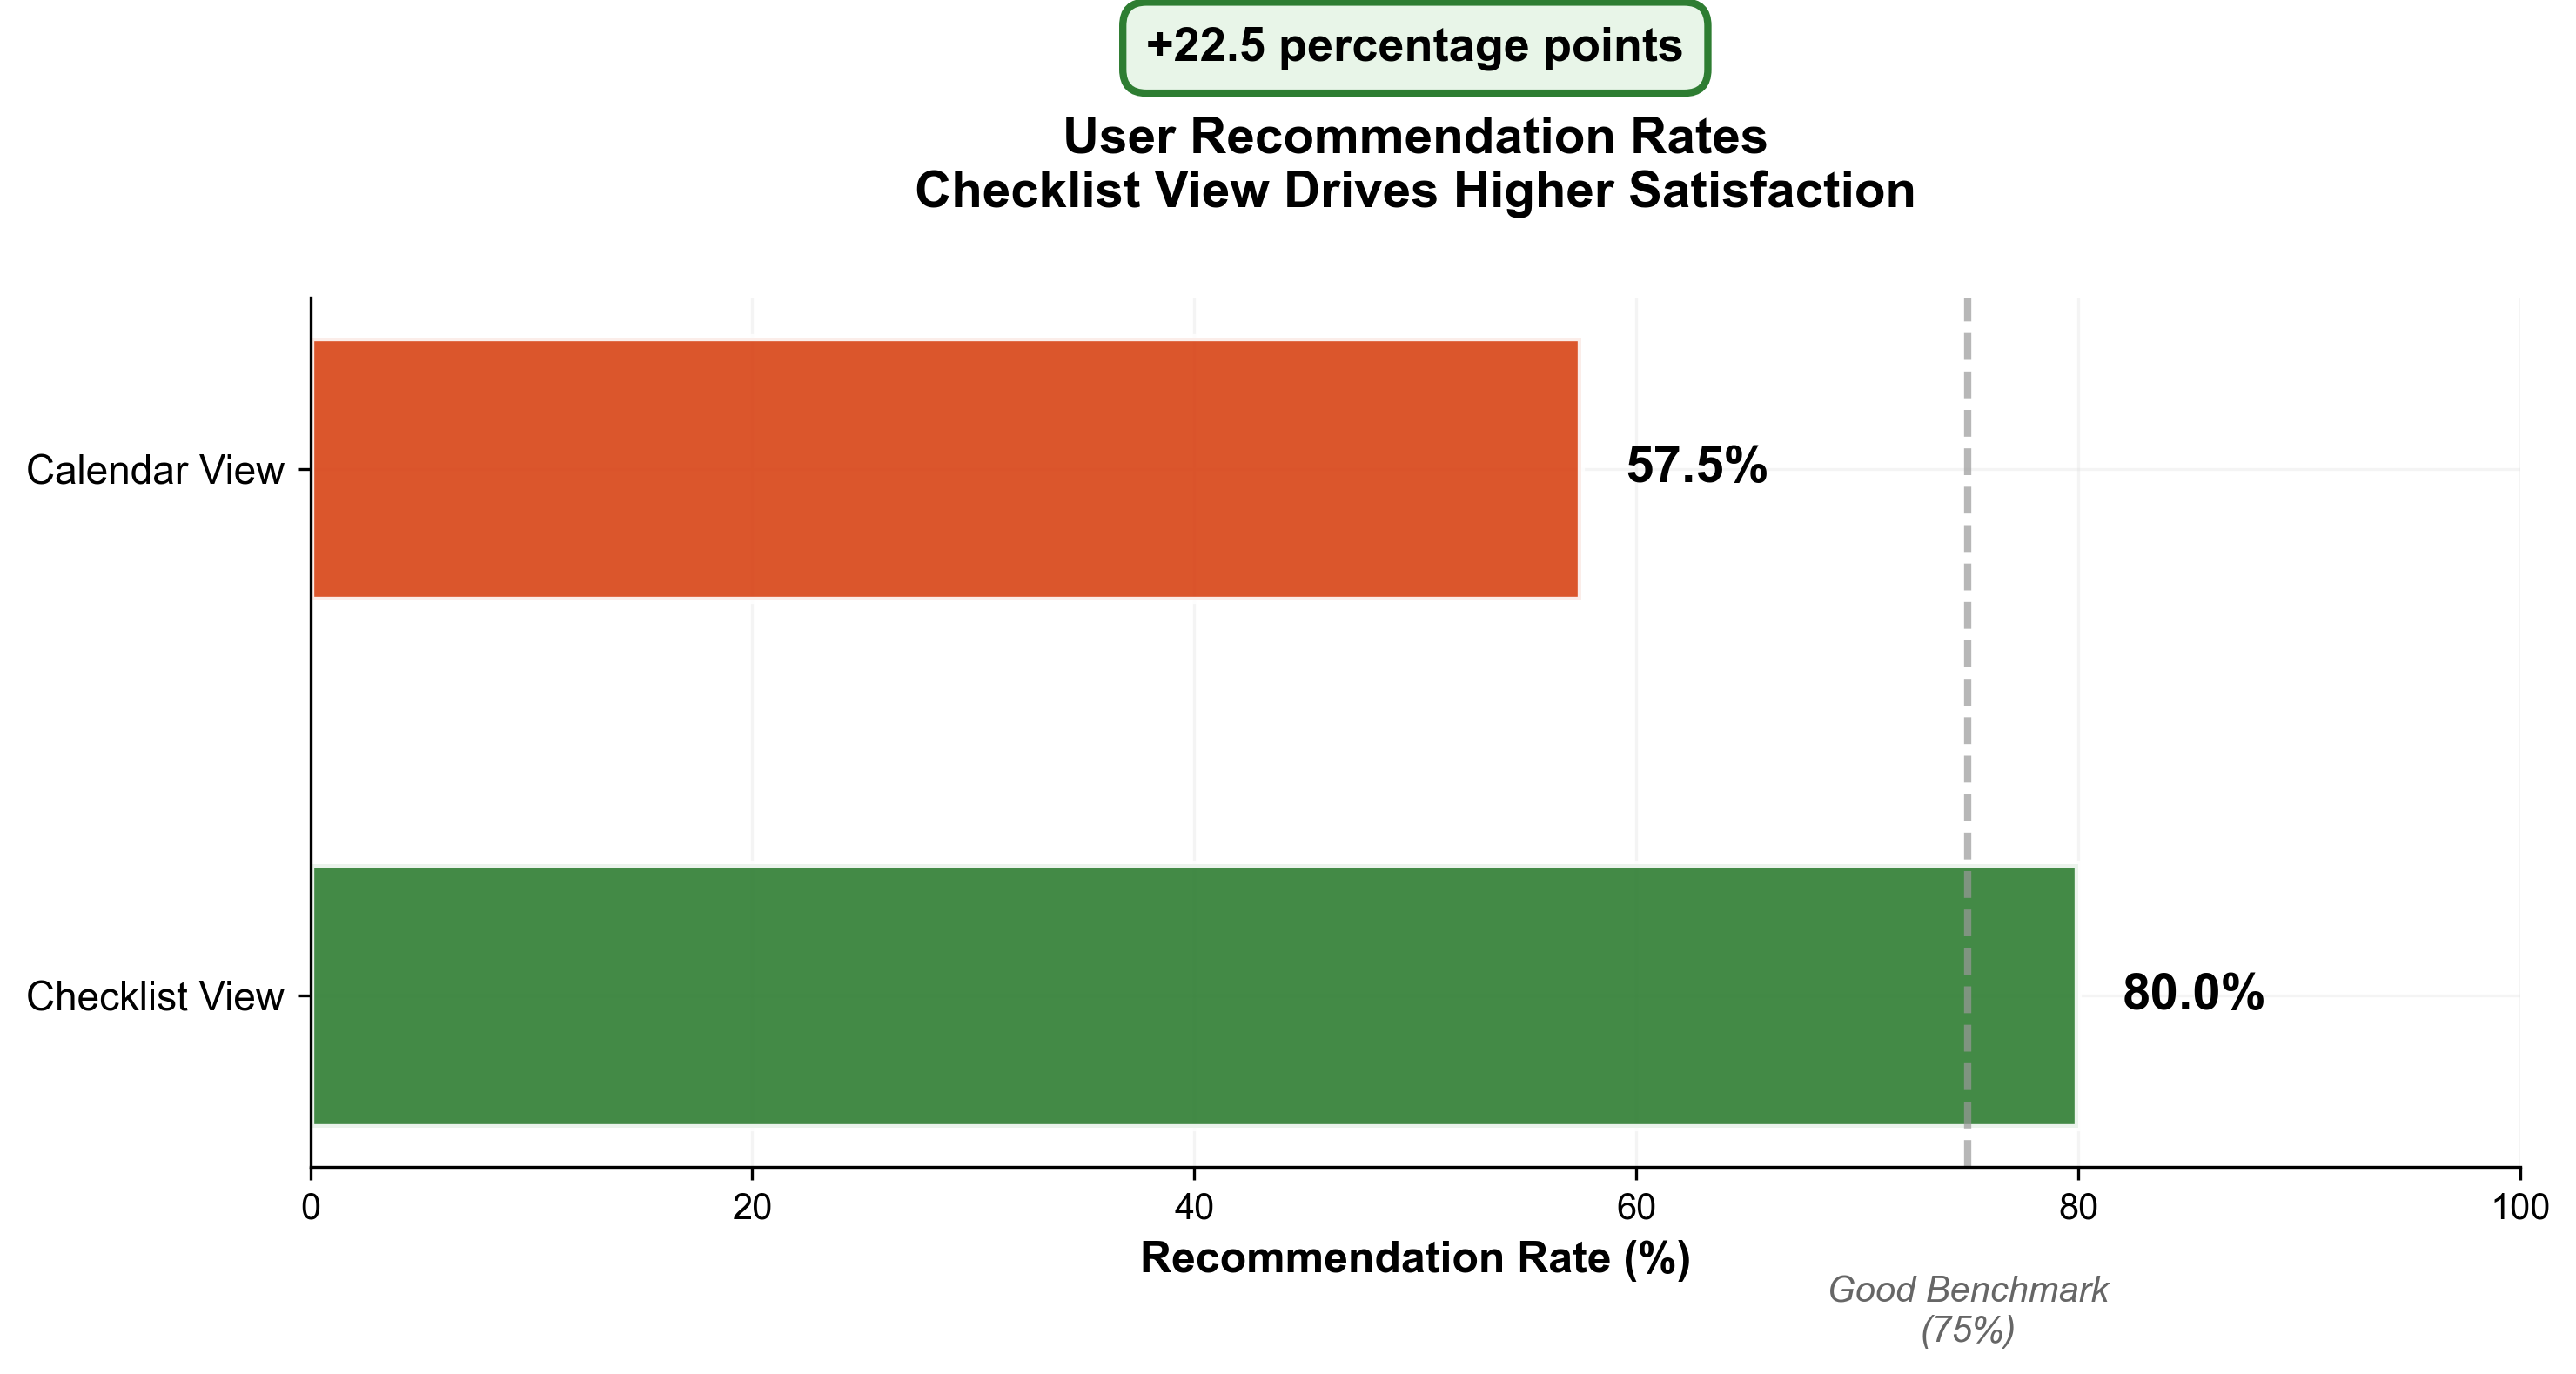 +22.5 percentage points
User Recommendation Rates
Checklist View Drives Higher Satisfaction
Calendar View
57.5%
Checklist View
80.0%
0
20
40
60
80
100
Recommendation Rate (%)
Good Benchmark
(75%)